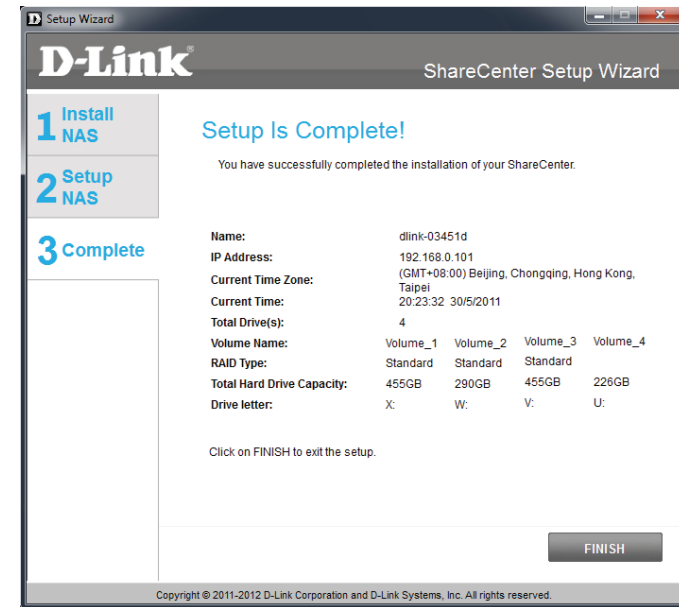 Setup Wizard
D-Link®
ShareCenter Setup Wizard
1 Install NAS
2 Setup NAS
3 Complete
Setup Is Complete!
You have successfully completed the installation of your ShareCenter.
Name: dlink-03451d
IP Address: 192.168.0.101
Current Time Zone: (GMT+08:00) Beijing, Chongqing, Hong Kong,
Taipei
Current Time: 20:23:32 30/5/2011
Total Drive(s): 4
Volume Name: Volume_1 Volume_2 Volume_3 Volume_4
RAID Type: Standard Standard Standard
Total Hard Drive Capacity: 455GB 290GB 455GB 226GB
Drive letter: X: W: V: U:
Click on FINISH to exit the setup.
FINISH
Copyright © 2011-2012 D-Link Corporation and D-Link Systems, Inc. All rights reserved.